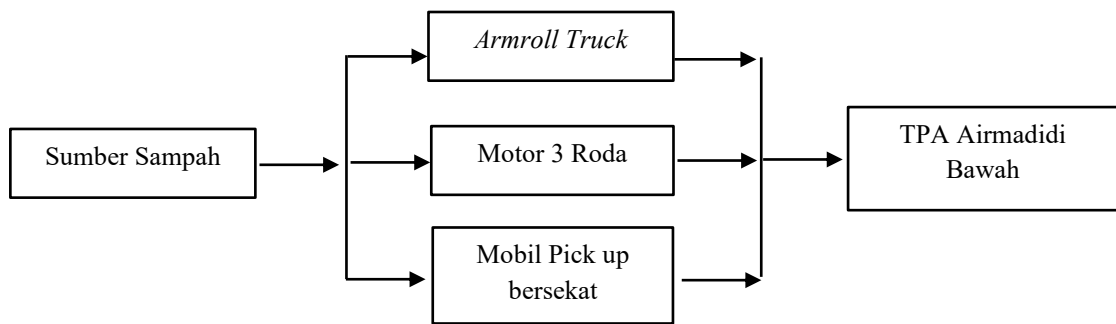 Armroll Truck
Sumber Sampah
Motor 3 Roda
Mobil Pick up
bersekat
TPA Airmadidi
Bawah